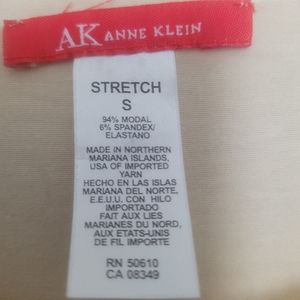 AK ANNE KLEIN
STRETCH
S
94% MODAL
6% SPANDEX/
ELASTANO
MADE IN NORTHERN
MARIANA ISLANDS,
USA OF IMPORTED
YARN
HECHO EN LAS ISLAS
MARIANA DEL NORTE,
E.E.U.U. CON HILO
IMPORTADO
FAIT AUX LIES
MARIANES DU NORD,
AUX ETATS-UNIS
DE FIL IMPORTE
RN 50610
CA 08349